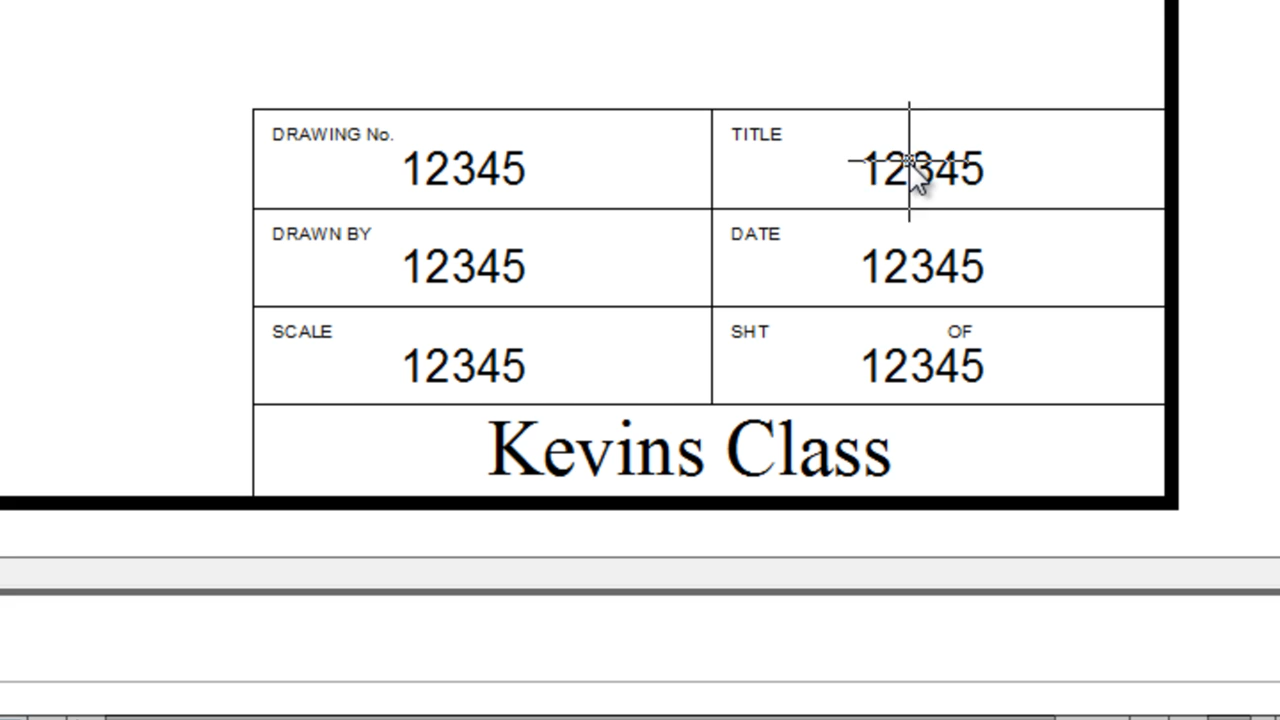 DRAWING No. TITLE
12345 12345
DRAWN BY DATE
12345 12345
SCALE SHT OF
12345 12345
Kevins Class